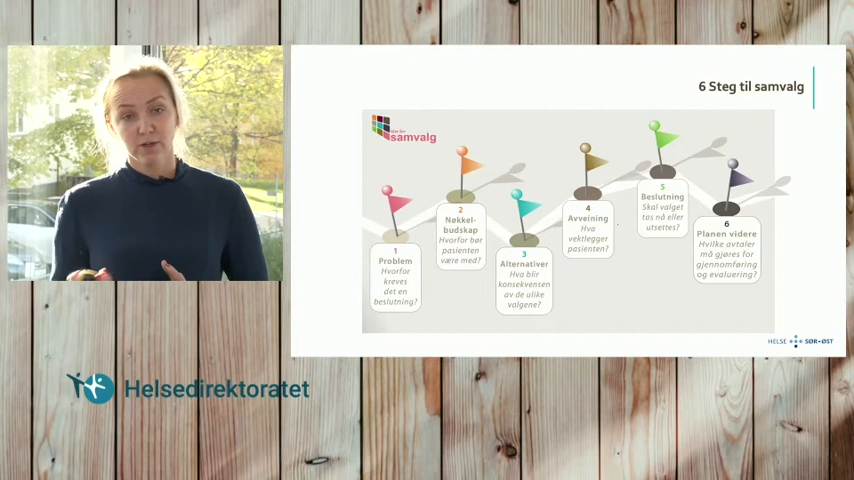 6 Steg til samvalg
samvalg
1
Problem
Hvorfor
kreves
det en
beslutning?
2
Nøkkel-
budskap
Hvorfor bør
pasienten
være med?
3
Alternativer
Hva blir
konsekvensen
av de ulike
valgene?
4
Avveining
Hva
vektlegger
pasienten?
5
Beslutning
Skal valget
tas nå eller
utsettes?
6
Planen videre
Hvilke avtaler
må gjøres for
gjennomføring
og evaluering?
HELSE SØR-ØST
Helsedirektoratet